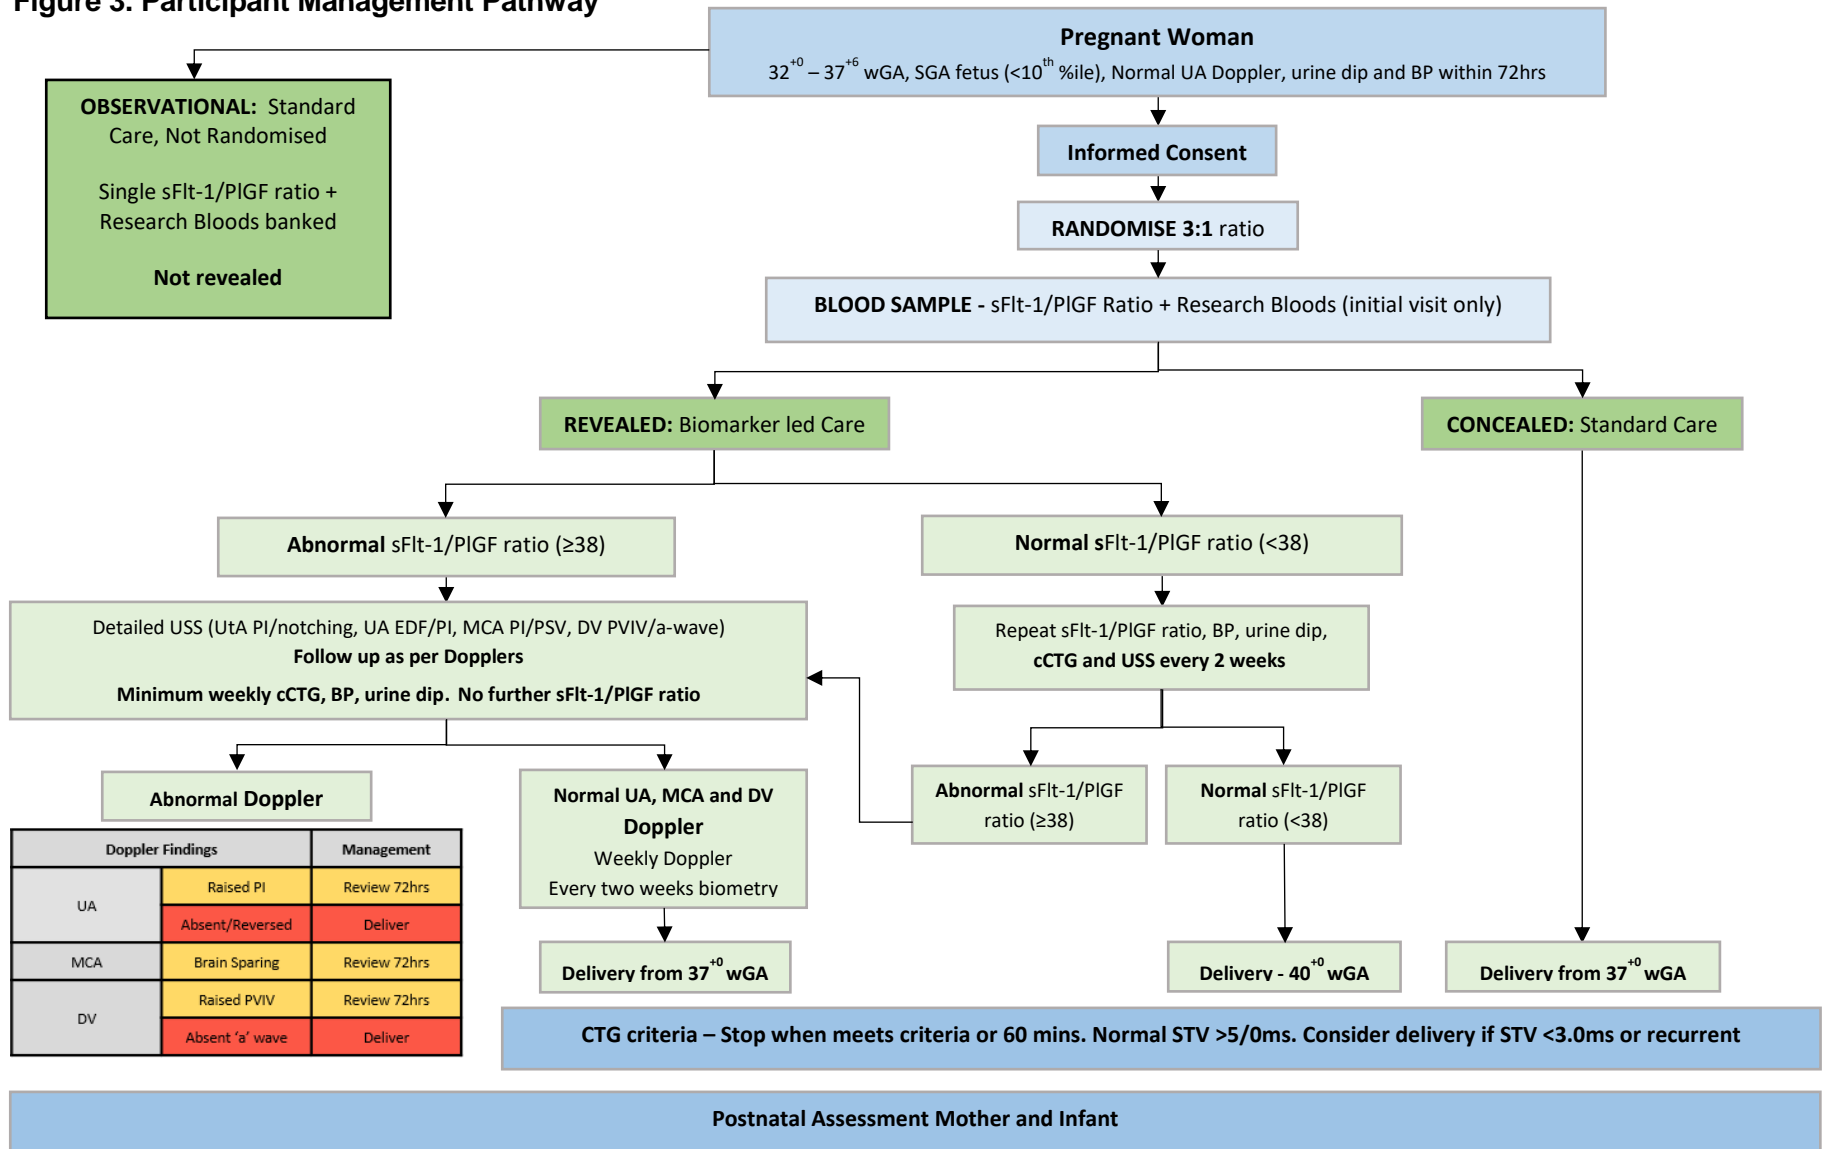 Figure 3. Participant Management Pathway
Pregnant Woman
32+0 – 37+6 wGA, SGA fetus (<10th %ile), Normal UA Doppler, urine dip and BP within 72hrs
OBSERVATIONAL: Standard
Care, Not Randomised
Single sFlt-1/PlGF ratio +
Research Bloods banked
Not revealed
Informed Consent
RANDOMISE 3:1 ratio
BLOOD SAMPLE - sFlt-1/PlGF Ratio + Research Bloods (initial visit only)
REVEALED: Biomarker led Care
CONCEALED: Standard Care
Abnormal sFlt-1/PlGF ratio (≥38)
Normal sFlt-1/PlGF ratio (<38)
Detailed USS (UtA PI/notching, UA EDF/PI, MCA PI/PSV, DV PVIV/a-wave)
Follow up as per Dopplers
Minimum weekly cCTG, BP, urine dip. No further sFlt-1/PlGF ratio
Repeat sFlt-1/PlGF ratio, BP, urine dip,
cCTG and USS every 2 weeks
Abnormal Doppler
Normal UA, MCA and DV
Doppler
Weekly Doppler
Every two weeks biometry
Abnormal sFlt-1/PlGF
ratio (≥38)
Normal sFlt-1/PlGF
ratio (<38)
Doppler Findings Management
UA Raised PI Review 72hrs
Absent/Reversed Deliver
MCA Brain Sparing Review 72hrs
DV Raised PVIV Review 72hrs
Absent ‘a’ wave Deliver
Delivery from 37+0 wGA
Delivery - 40+0 wGA
Delivery from 37+0 wGA
CTG criteria – Stop when meets criteria or 60 mins. Normal STV >5/0ms. Consider delivery if STV <3.0ms or recurrent
Postnatal Assessment Mother and Infant